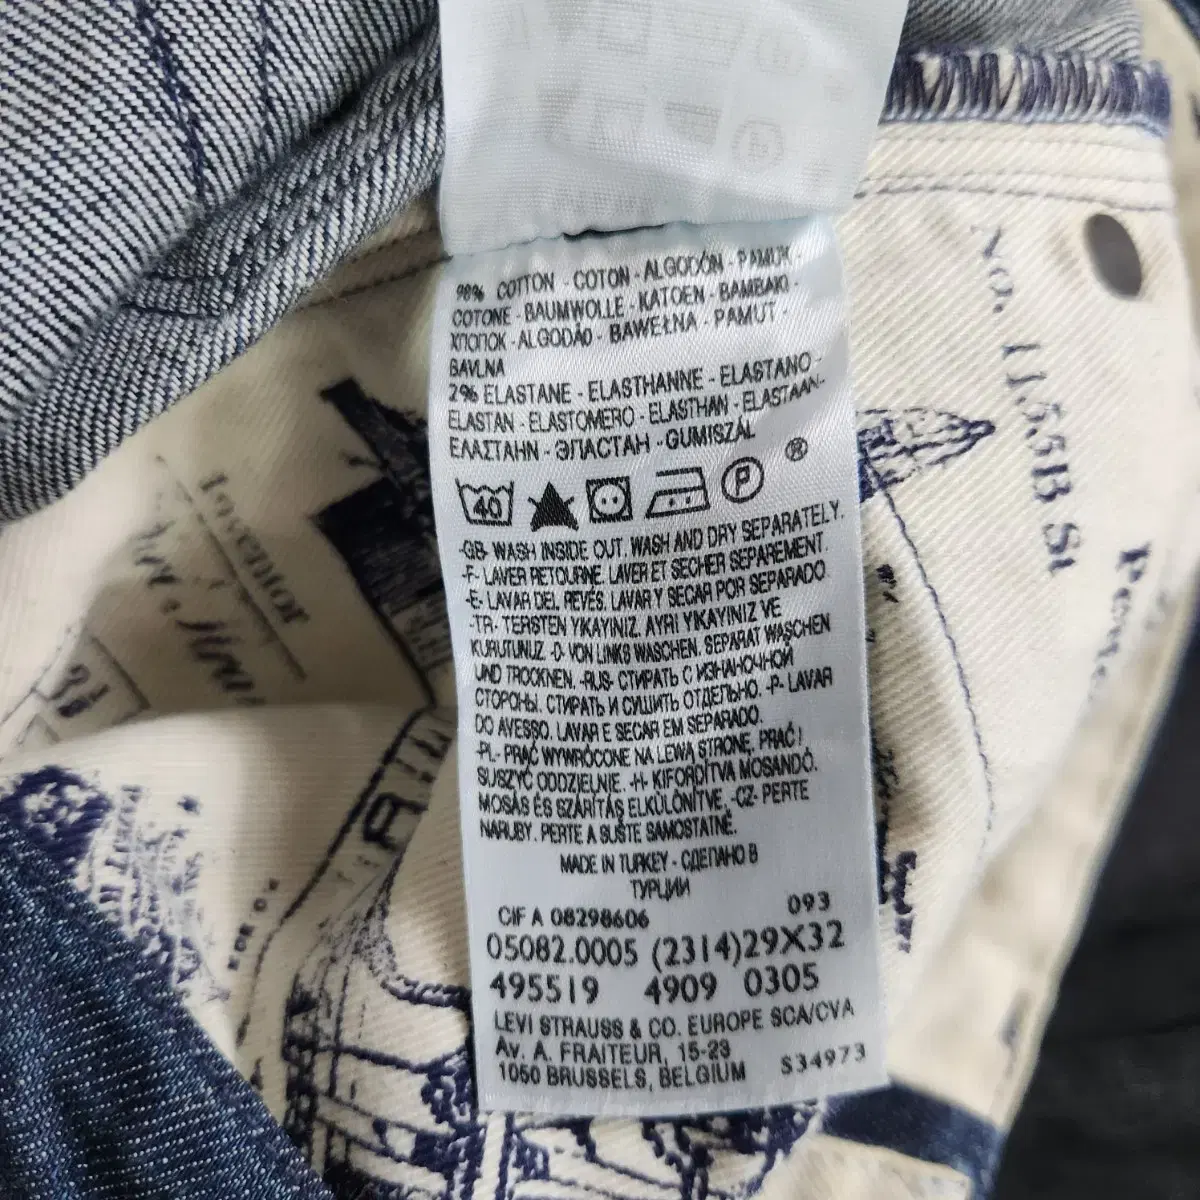 98% COTTON - COTON - ALGODÓN - PAMUK -
COTONE - BAUMWOLLE - KATOEN - BAMBAKI -
ХЛОПОК - ALGODÃO - BAWEŁNA - PAMUT -
BAVLNA
2% ELASTANE - ELASTHANNE - ELASTANO -
ELASTAN - ELASTOMERO - ELASTHAN - ELASTAAN-
ΕΛΑΣΤΑΗΝ - ЭЛАСТАН - GUMISZÁL
®
40 P
-GB- WASH INSIDE OUT. WASH AND DRY SEPARATELY.
-F- LAVER RETOURNE. LAVER ET SECHER SEPAREMENT.
-E- LAVAR DEL REVÉS. LAVAR Y SECAR POR SEPARADO
-TR- TERSTEN YIKAYINIZ. AYRI YIKAYINIZ VE
KURUTUNUZ -D- VON LINKS WASCHEN. SEPARAT WASCHEN
UND TROCKNEN. -RUS- СТИРАТЬ С ИЗНАНОЧНОЙ
СТОРОНЫ. СТИРАТЬ И СУШИТЬ ОТДЕЛЬНО. -P- LAVAR
DO AVESSO. LAVAR E SECAR EM SEPARADO.
-PL- PRAĆ WYWRÓCONE NA LEWĄ STRONĘ, PRAĆ I
SUSZYĆ ODDZIELNIE. -H- KIFORDÍTVA MOSANDÓ.
MOSÁS ÉS SZÁRÍTÁS ELKÜLÖNÍTVE. -CZ- PERTE
NARUBY. PERTE A SUŠTE SAMOSTATNĚ.
MADE IN TURKEY - СДЕЛАНО В
ТУРЦИИ
CIF A 08298606 093
05082.0005 (2314)29X32
495519 4909 0305
LEVI STRAUSS & CO. EUROPE SCA/CVA
Av. A. FRAITEUR, 15-23
1050 BRUSSELS, BELGIUM S34973
No. 11,5,5B St
Inventor